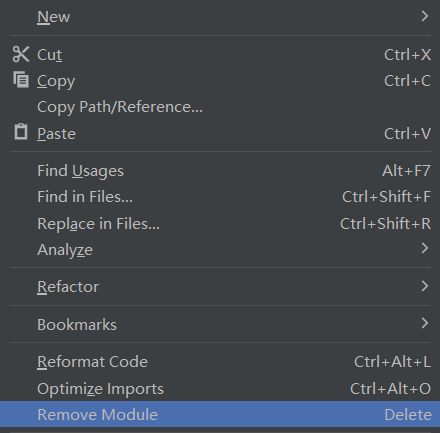 New
Cut Ctrl+X
Copy Ctrl+C
Copy Path/Reference...
Paste Ctrl+V
Find Usages Alt+F7
Find in Files... Ctrl+Shift+F
Replace in Files... Ctrl+Shift+R
Analyze
Refactor
Bookmarks
Reformat Code Ctrl+Alt+L
Optimize Imports Ctrl+Alt+O
Remove Module Delete